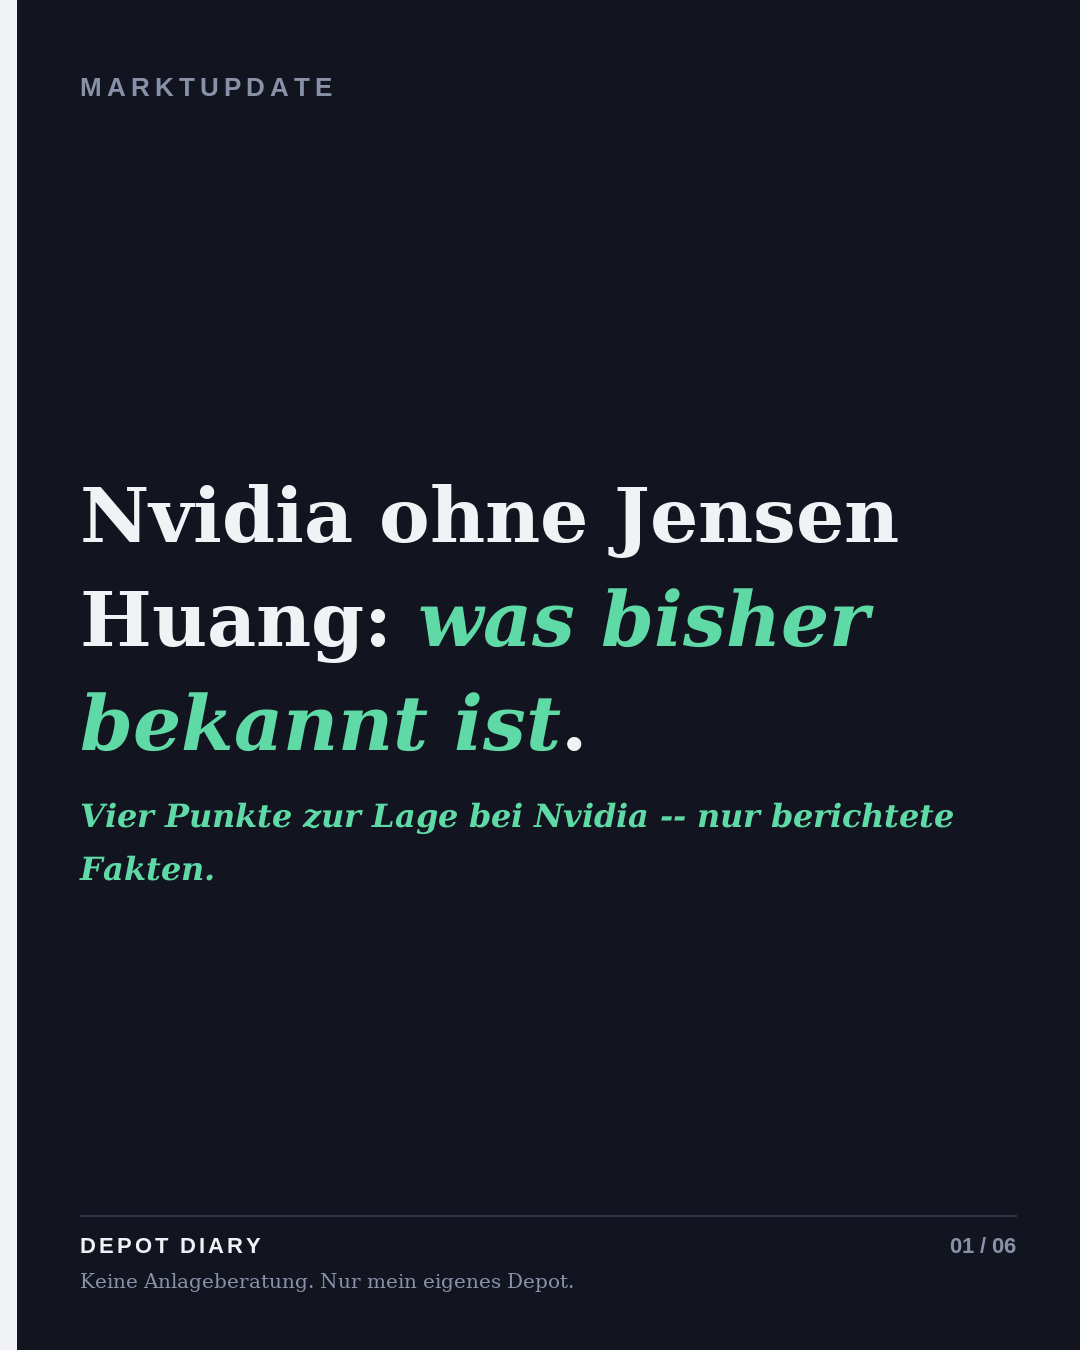 MARKTUPDATE
Nvidia ohne Jensen
Huang: was bisher
bekannt ist.
Vier Punkte zur Lage bei Nvidia -- nur berichtete
Fakten.
DEPOT DIARY
01 / 06
Keine Anlageberatung. Nur mein eigenes Depot.